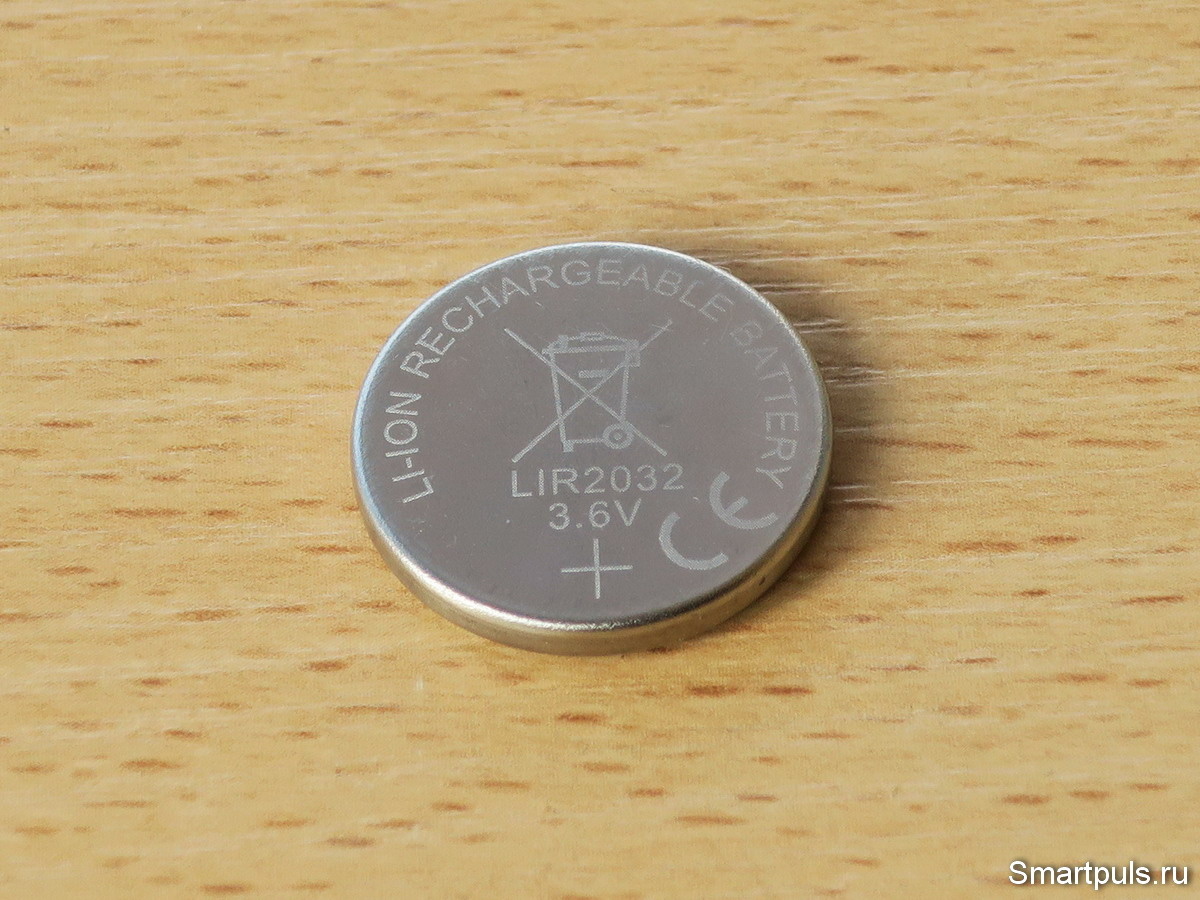 LI-ION RECHARGEABLE BATTERY
LIR2032
3.6V
+
CE
Smartpuls.ru